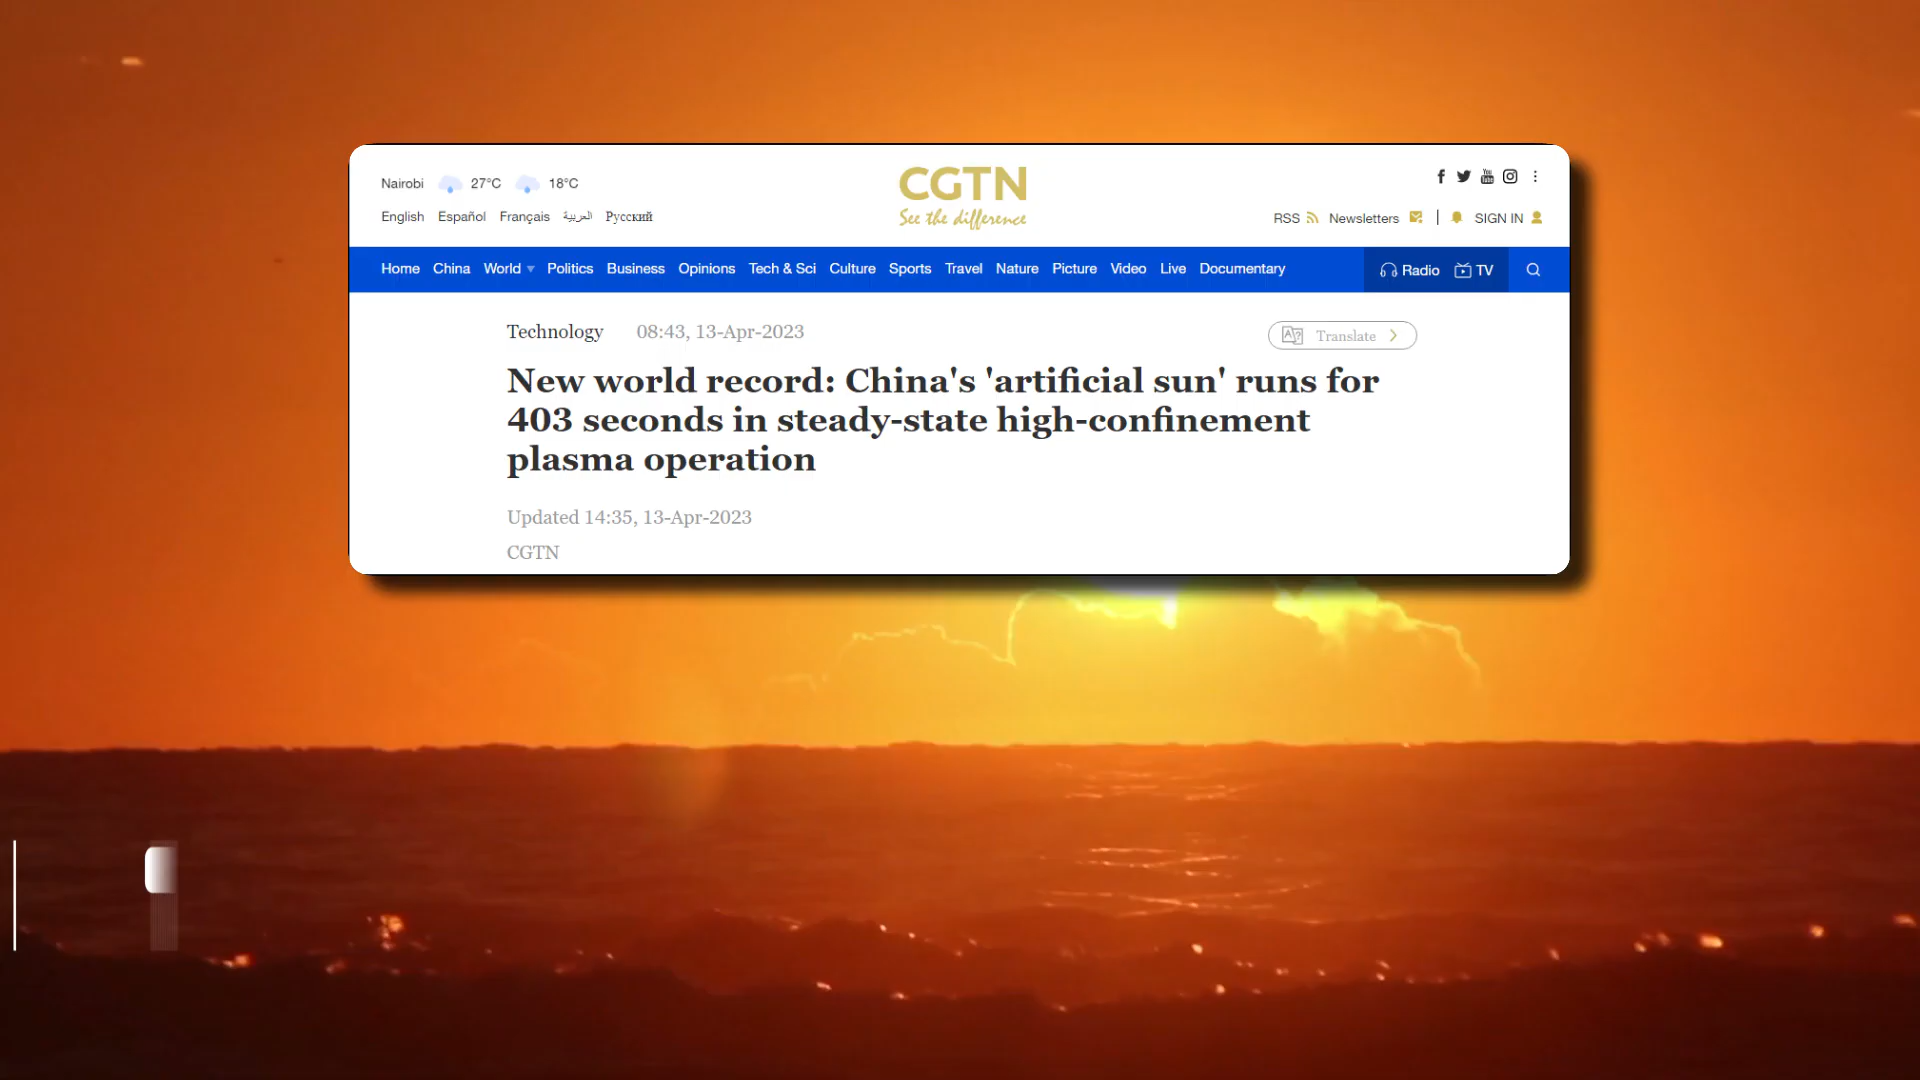 Nairobi 27°C 18°C
English Español Français العربية Русский
CGTN
See the difference
RSS Newsletters SIGN IN
Home China World Politics Business Opinions Tech & Sci Culture Sports Travel Nature Picture Video Live Documentary Radio TV
Technology 08:43, 13-Apr-2023
Translate
New world record: China's 'artificial sun' runs for
403 seconds in steady-state high-confinement
plasma operation
Updated 14:35, 13-Apr-2023
CGTN